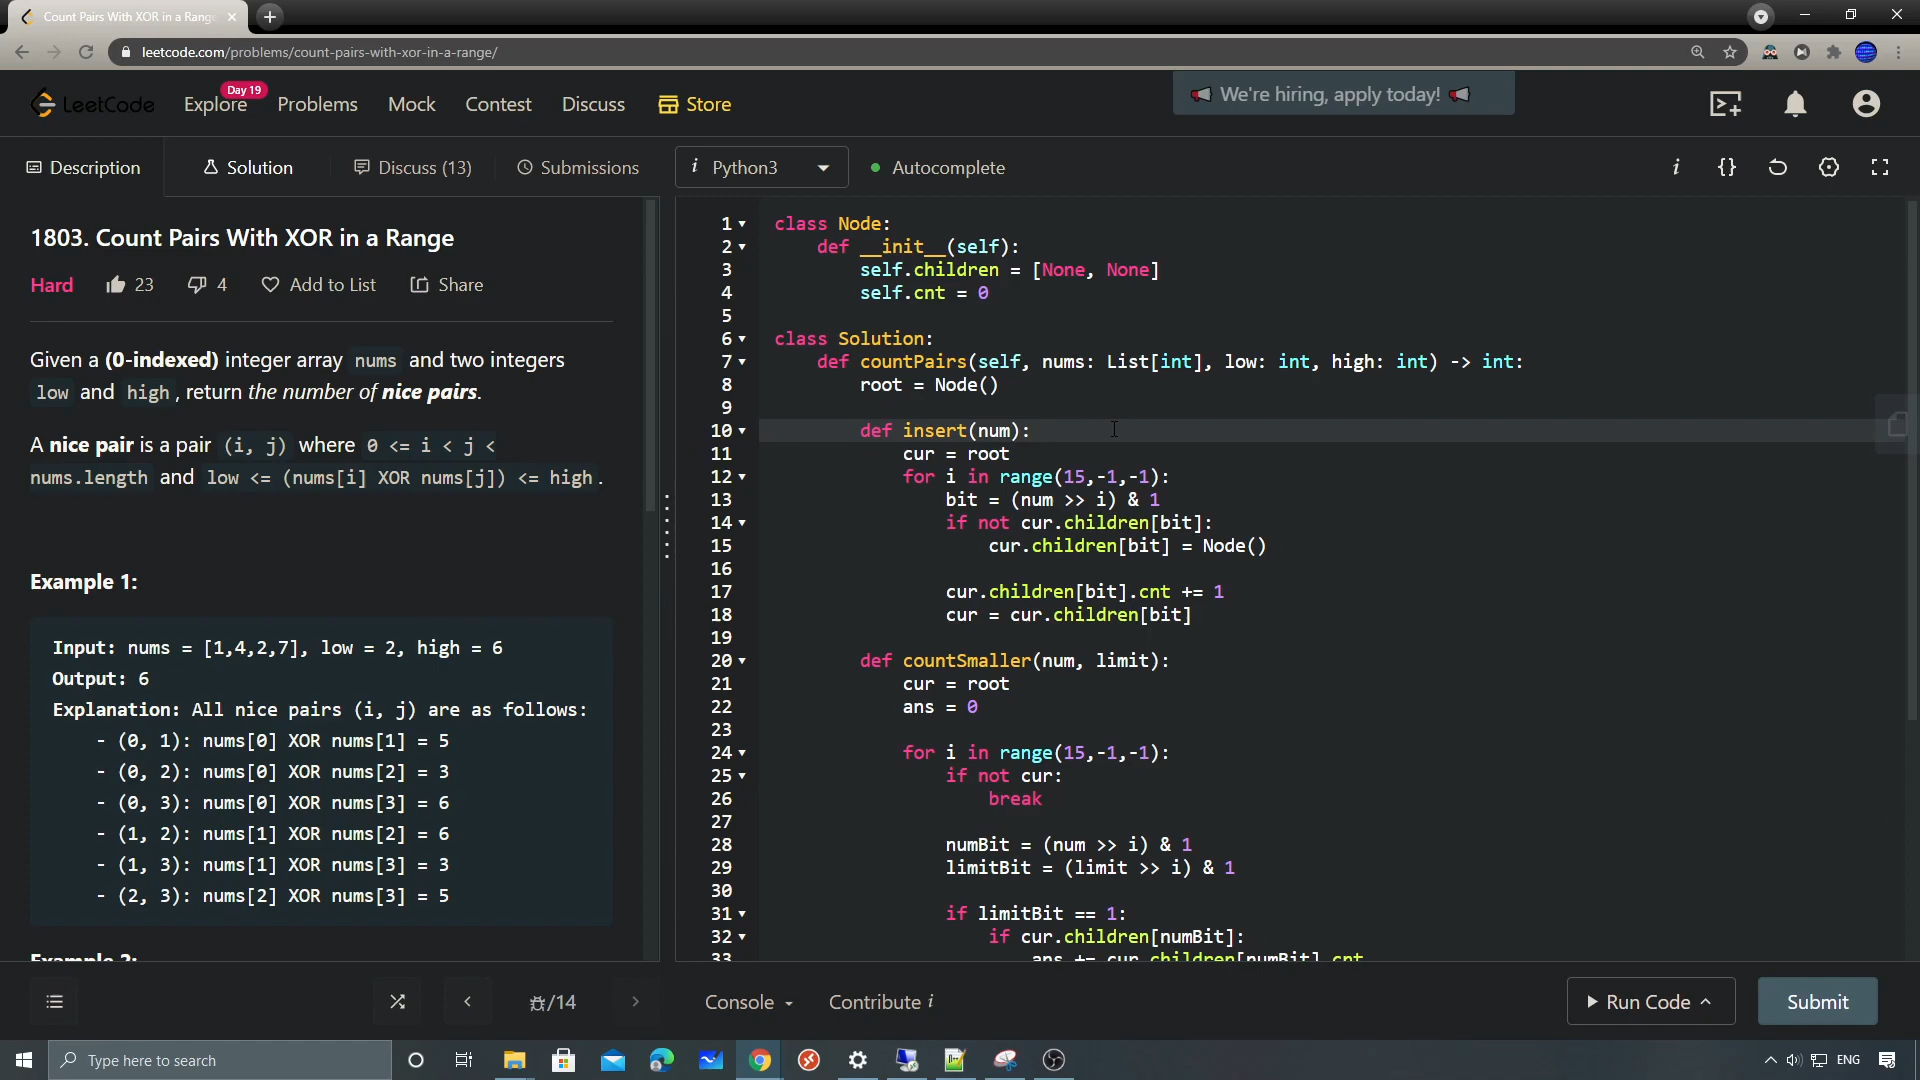 Count Pairs With XOR in a Rang
leetcode.com/problems/count-pairs-with-xor-in-a-range/
LeetCode
Explore
Day 19
Problems
Mock
Contest
Discuss
Store
We're hiring, apply today!
Description
Solution
Discuss (13)
Submissions
i Python3
Autocomplete
i
{}
1803. Count Pairs With XOR in a Range
Hard
23
4
Add to List
Share
Given a (0-indexed) integer array nums and two integers
low and high, return the number of nice pairs.
A nice pair is a pair (i, j) where 0 <= i < j <
nums.length and low <= (nums[i] XOR nums[j]) <= high.
Example 1:
Input: nums = [1,4,2,7], low = 2, high = 6
Output: 6
Explanation: All nice pairs (i, j) are as follows:
- (0, 1): nums[0] XOR nums[1] = 5
- (0, 2): nums[0] XOR nums[2] = 3
- (0, 3): nums[0] XOR nums[3] = 6
- (1, 2): nums[1] XOR nums[2] = 6
- (1, 3): nums[1] XOR nums[3] = 3
- (2, 3): nums[2] XOR nums[3] = 5
Example 2:
1 class Node:
2 def __init__(self):
3 self.children = [None, None]
4 self.cnt = 0
5
6 class Solution:
7 def countPairs(self, nums: List[int], low: int, high: int) -> int:
8 root = Node()
9
10 def insert(num):
11 cur = root
12 for i in range(15,-1,-1):
13 bit = (num >> i) & 1
14 if not cur.children[bit]:
15 cur.children[bit] = Node()
16
17 cur.children[bit].cnt += 1
18 cur = cur.children[bit]
19
20 def countSmaller(num, limit):
21 cur = root
22 ans = 0
23
24 for i in range(15,-1,-1):
25 if not cur:
26 break
27
28 numBit = (num >> i) & 1
29 limitBit = (limit >> i) & 1
30
31 if limitBit == 1:
32 if cur.children[numBit]:
33 ans += cur.children[numBit].cnt
/14
Console
Contribute i
Run Code
Submit
Type here to search
ENG